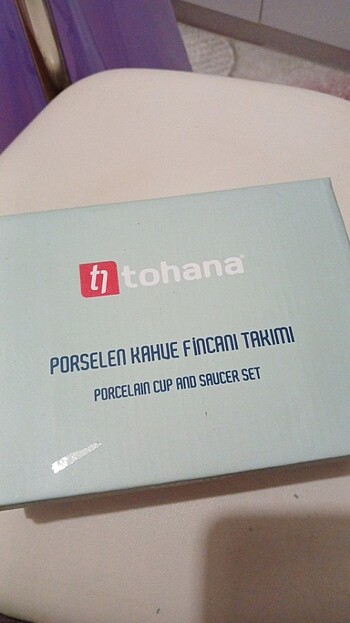 tohana
PORSELEN KAHVE FİNCANI TAKIMI
PORCELAIN CUP AND SAUCER SET